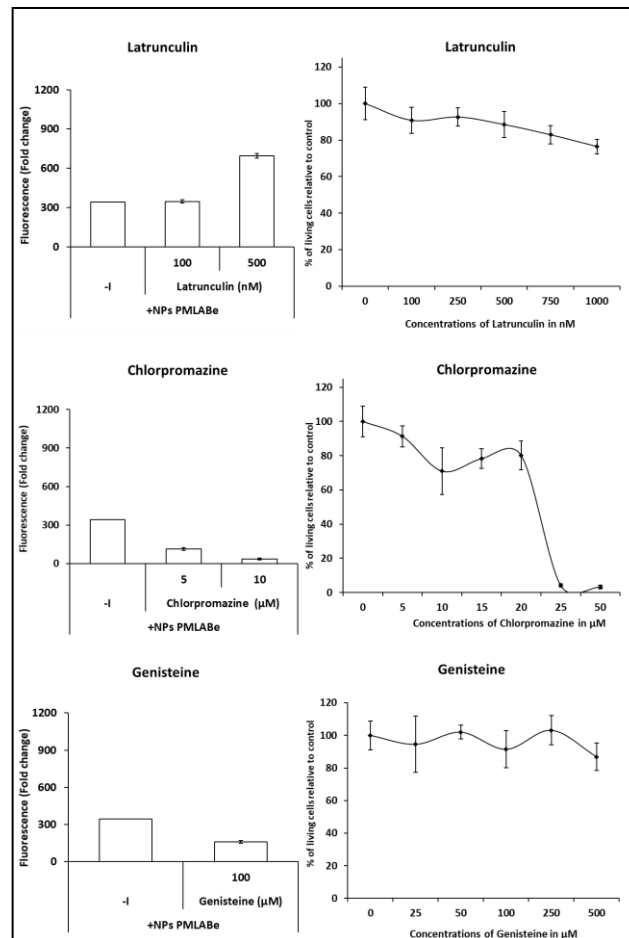 Latrunculin
Fluorescence (Fold change)
1200
900
600
300
0
-I
100
500
Latrunculin (nM)
+NPs PMLABe
Latrunculin
% of living cells relative to control
120
100
80
60
40
20
0
0 100 250 500 750 1000
Concentrations of Latrunculin in nM
Chlorpromazine
Fluorescence (Fold change)
1200
900
600
300
0
-I
5
10
Chlorpromazine (µM)
+NPs PMLABe
Chlorpromazine
% of living cells relative to control
120
100
80
60
40
20
0
0 5 10 15 20 25 50
Concentrations of Chlorpromazine in µM
Genisteine
Fluorescence (Fold change)
1200
900
600
300
0
-I
100
Genisteine (µM)
+NPs PMLABe
Genisteine
% of living cells relative to control
120
100
80
60
40
20
0
0 25 50 100 250 500
Concentrations of Genisteine in µM